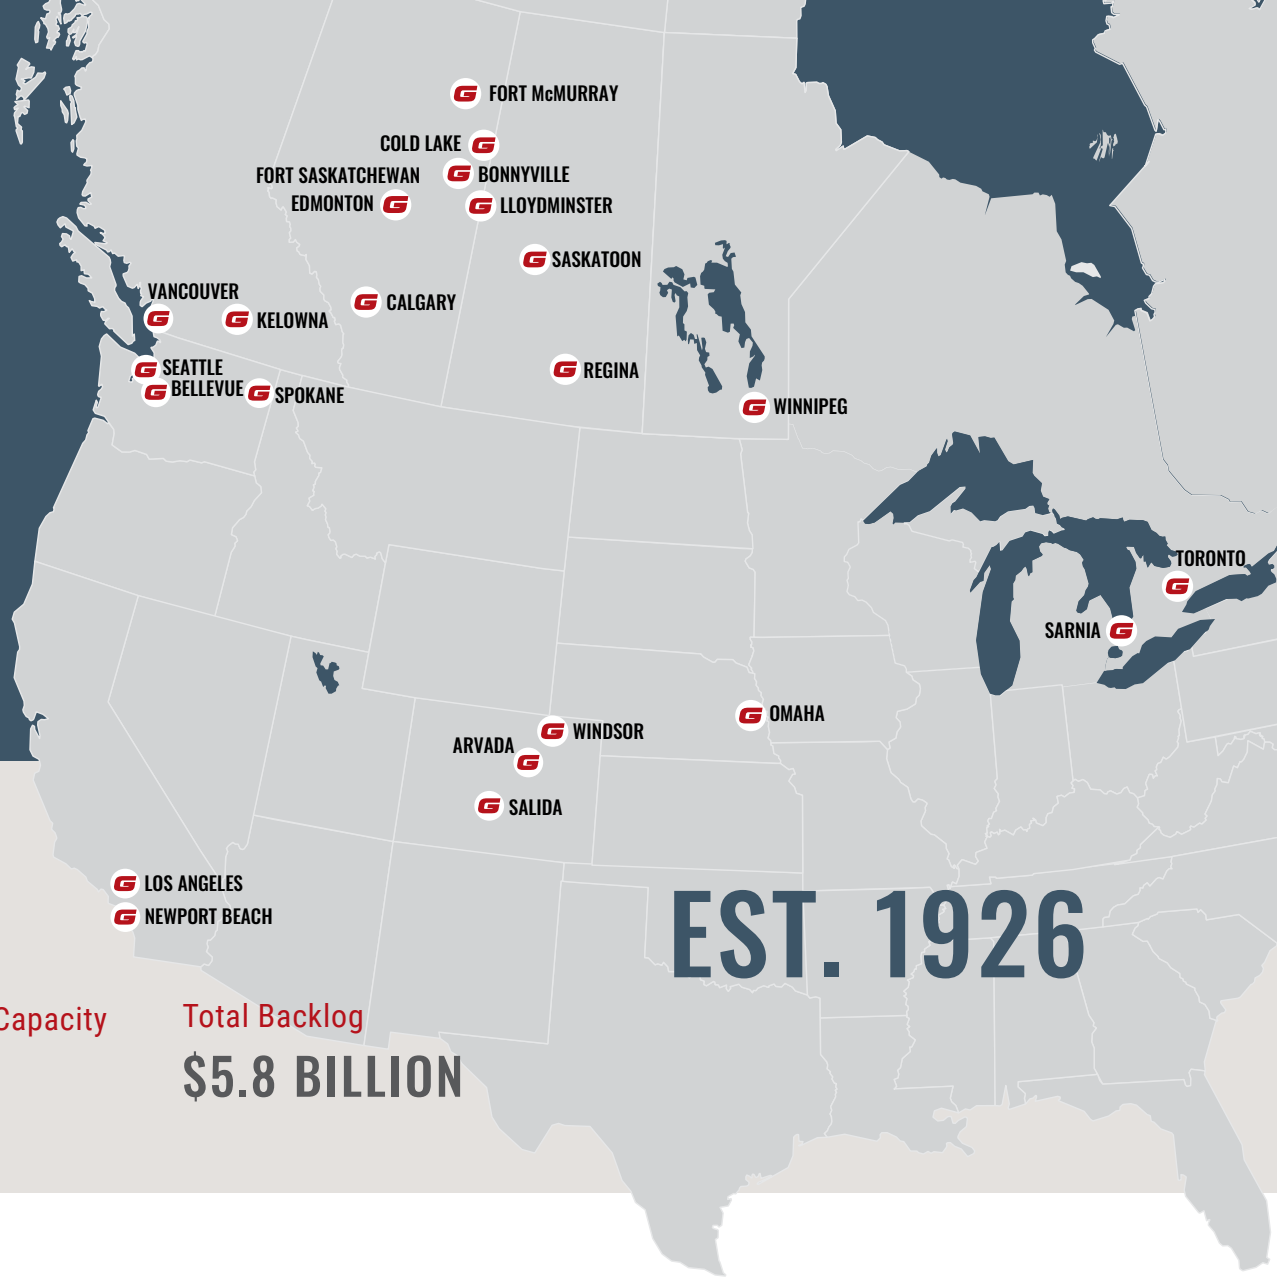 FORT McMURRAY
COLD LAKE
FORT SASKATCHEWAN
BONNYVILLE
EDMONTON
LLOYDMINSTER
SASKATOON
VANCOUVER
CALGARY
KELOWNA
SEATTLE
REGINA
BELLEVUE
SPOKANE
WINNIPEG
TORONTO
SARNIA
OMAHA
WINDSOR
ARVADA
SALIDA
LOS ANGELES
NEWPORT BEACH
EST. 1926
Capacity
Total Backlog
$5.8 BILLION